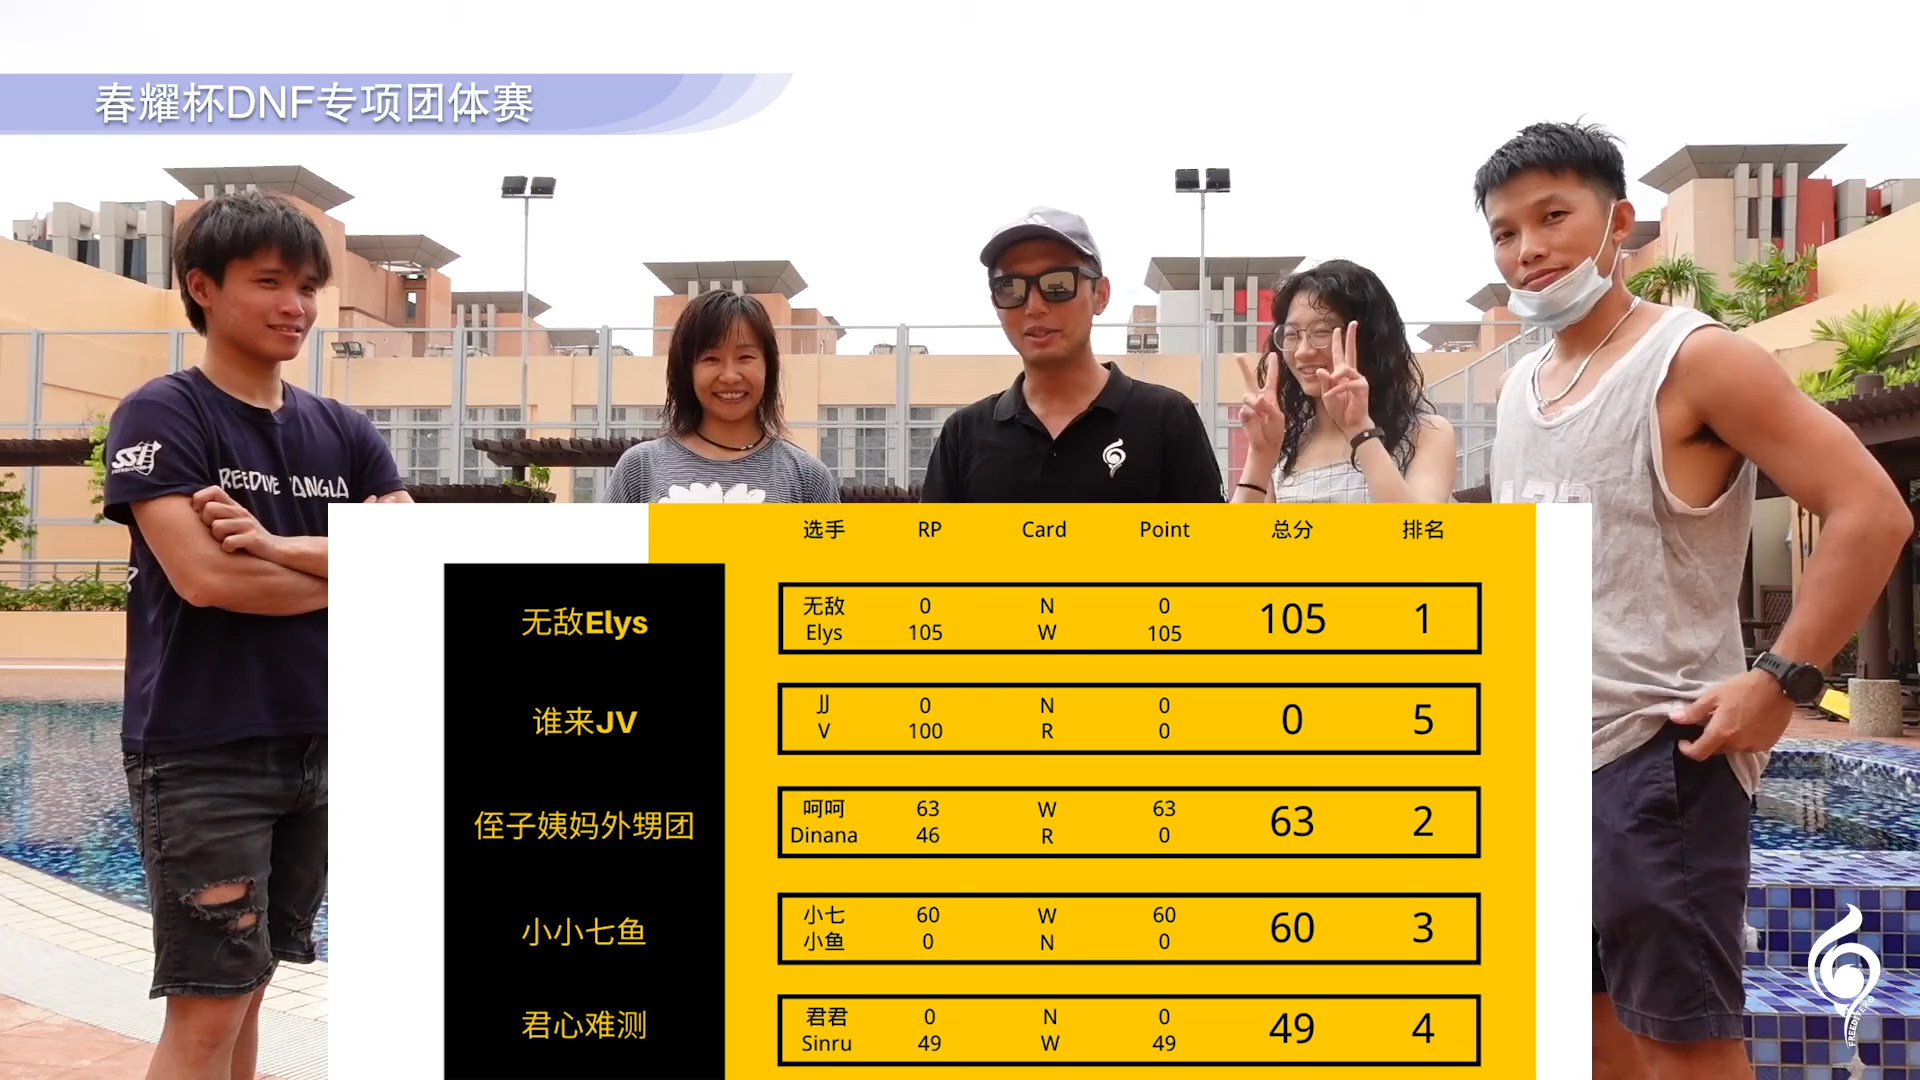 春耀杯DNF专项团体赛
SSI
REEDIVE
ANGLA
选手 RP Card Point 总分 排名
无敌Elys
无敌 0 N 0
Elys 105 W 105
105 1
谁来JV
JJ 0 N 0
V 100 R 0
0 5
侄子姨妈外甥团
呵呵 63 W 63
Dinana 46 R 0
63 2
小小七鱼
小七 60 W 60
小鱼 0 N 0
60 3
君心难测
君君 0 N 0
Sinru 49 W 49
49 4